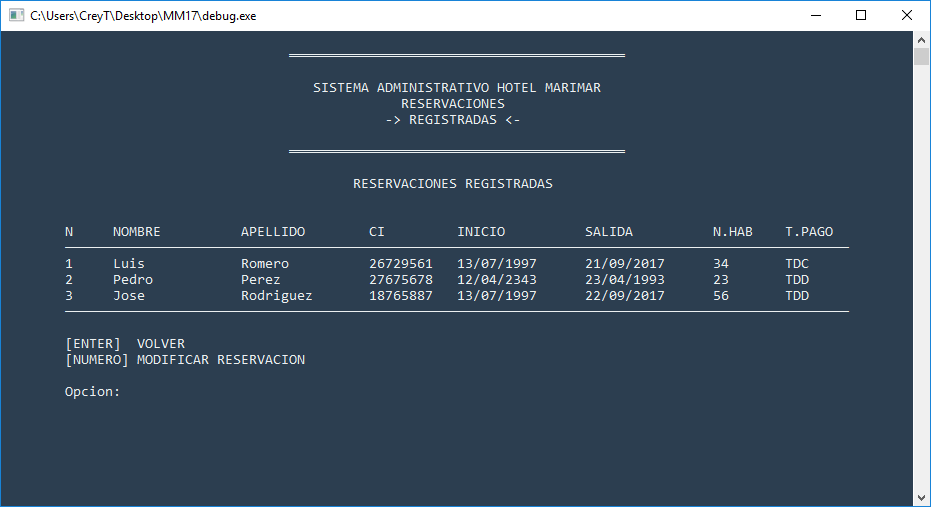 C:\Users\CreyT\Desktop\MM17\debug.exe
SISTEMA ADMINISTRATIVO HOTEL MARIMAR
RESERVACIONES
-> REGISTRADAS <-
RESERVACIONES REGISTRADAS
N NOMBRE APELLIDO CI INICIO SALIDA N.HAB T.PAGO
1 Luis Romero 26729561 13/07/1997 21/09/2017 34 TDC
2 Pedro Perez 27675678 12/04/2343 23/04/1993 23 TDD
3 Jose Rodriguez 18765887 13/07/1997 22/09/2017 56 TDD
[ENTER] VOLVER
[NUMERO] MODIFICAR RESERVACION
Opcion: